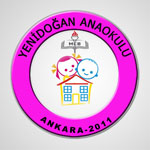 YENİDOĞAN ANAOKULU
MEB
ANKARA-2011